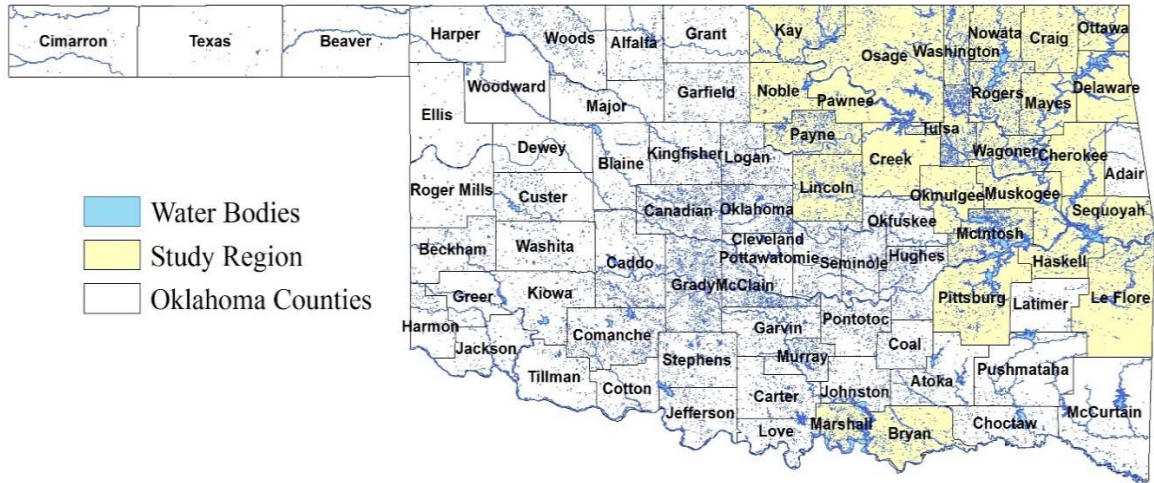 Cimarron
Texas
Beaver
Harper
Woods
Alfalfa
Grant
Kay
Osage
Washington
Nowata
Craig
Ottawa
Woodward
Major
Garfield
Noble
Pawnee
Rogers
Mayes
Delaware
Ellis
Dewey
Blaine
Kingfisher
Logan
Payne
Creek
Tulsa
Wagoner
Cherokee
Adair
Roger Mills
Custer
Canadian
Oklahoma
Lincoln
Okfuskee
Okmulgee
Muskogee
Sequoyah
Water Bodies
Study Region
Oklahoma Counties
Beckham
Washita
Caddo
Grady
McClain
Cleveland
Pottawatomie
Seminole
Hughes
McIntosh
Haskell
Greer
Kiowa
Pittsburg
Latimer
Le Flore
Harmon
Jackson
Comanche
Stephens
Garvin
Murray
Pontotoc
Coal
Tillman
Cotton
Jefferson
Carter
Johnston
Atoka
Pushmataha
McCurtain
Love
Marshall
Bryan
Choctaw